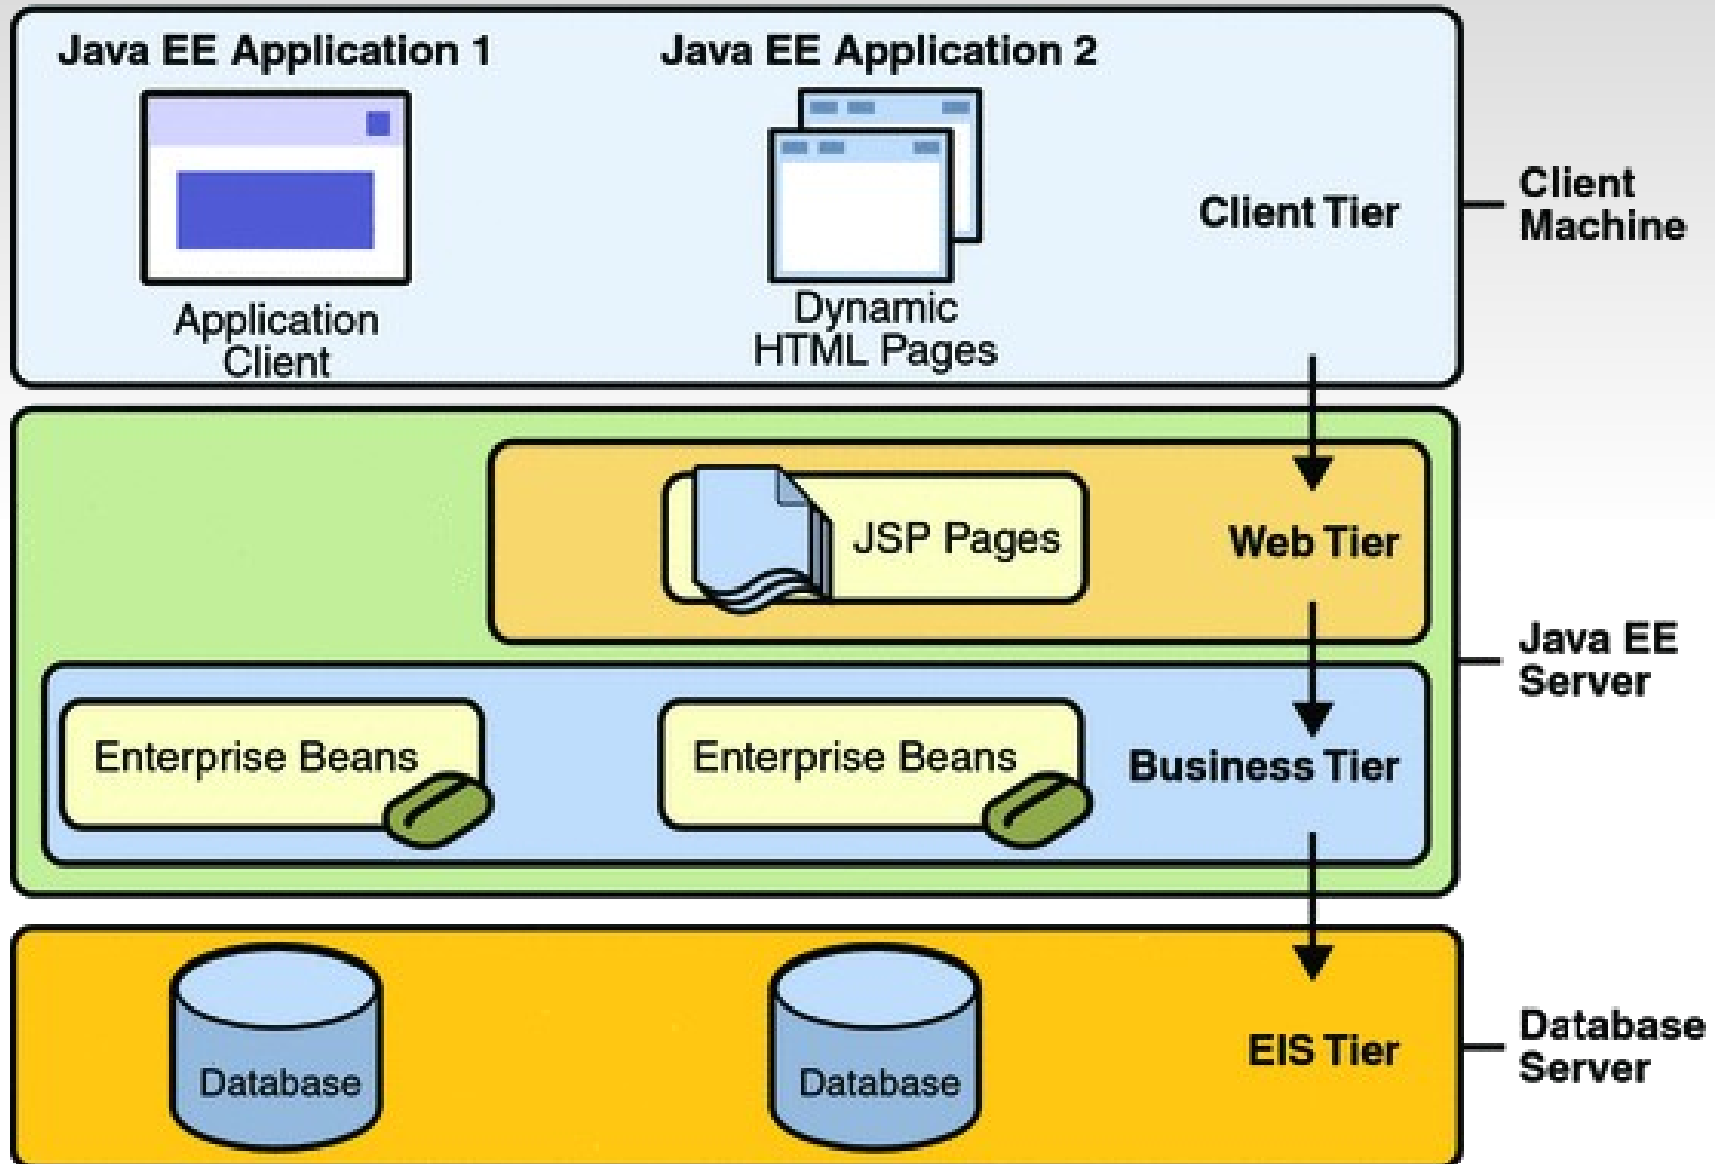 Java EE Application 1
Java EE Application 2
Application
Client
Dynamic
HTML Pages
Client Tier
Client
Machine
JSP Pages
Web Tier
Java EE
Server
Enterprise Beans
Enterprise Beans
Business Tier
Database
Database
EIS Tier
Database
Server